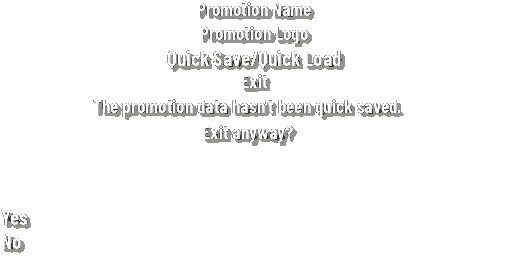 Promotion Name
Promotion Logo
Quick Save/Quick Load
Exit
The promotion data hasn't been quick saved.
Exit anyway?
Yes
No